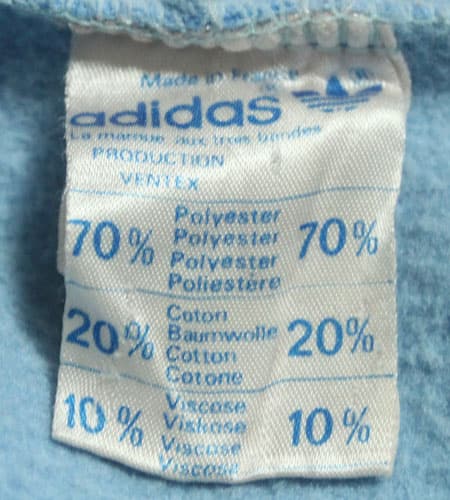 Made in France
adidas
La marque aux trois bandes
PRODUCTION
VENTEX
70% Polyester 70%
Polyester
Polyester
Poliestere
20% Coton 20%
Baumwolle
Cotton
Cotone
10% Viscose 10%
Viskose
Viscose
Viscose